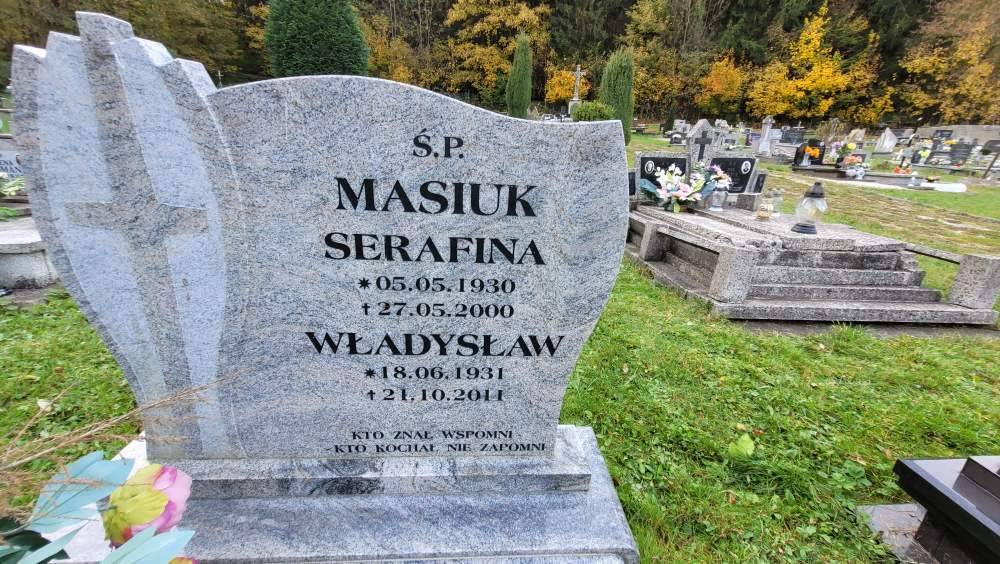 Ś.P.
MASIUK
SERAFINA
✷05.05.1930
✝27.05.2000
WŁADYSŁAW
✷18.06.1931
✝21.10.2011
KTO ZNAŁ WSPOMNI
-KTO KOCHAŁ NIE ZAPOMNI